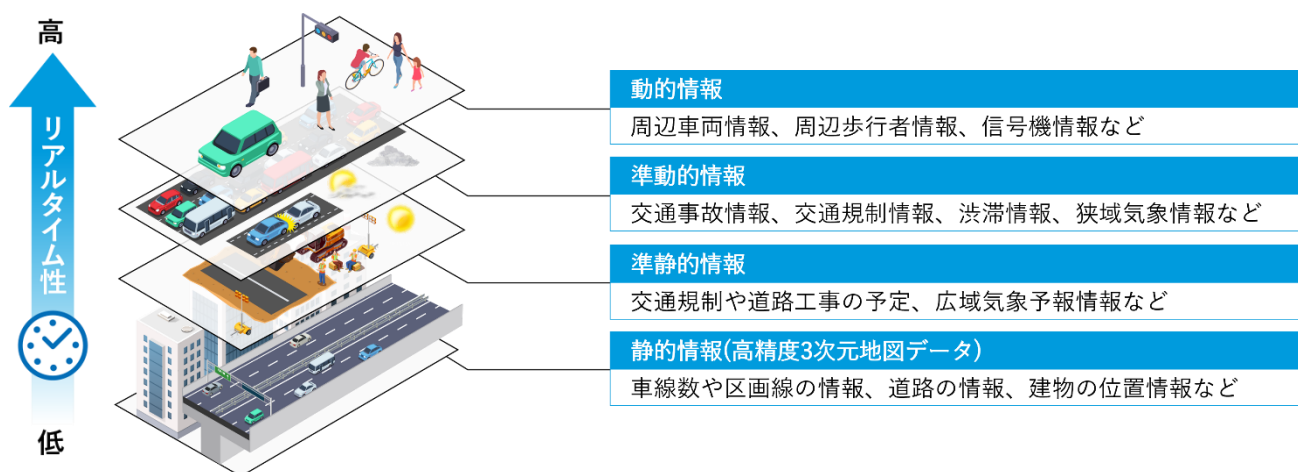 高
リアルタイム性
低
動的情報
周辺車両情報、周辺歩行者情報、信号機情報など
準動的情報
交通事故情報、交通規制情報、渋滞情報、狭域気象情報など
準静的情報
交通規制や道路工事の予定、広域気象予報情報など
静的情報(高精度3次元地図データ)
車線数や区画線の情報、道路の情報、建物の位置情報など